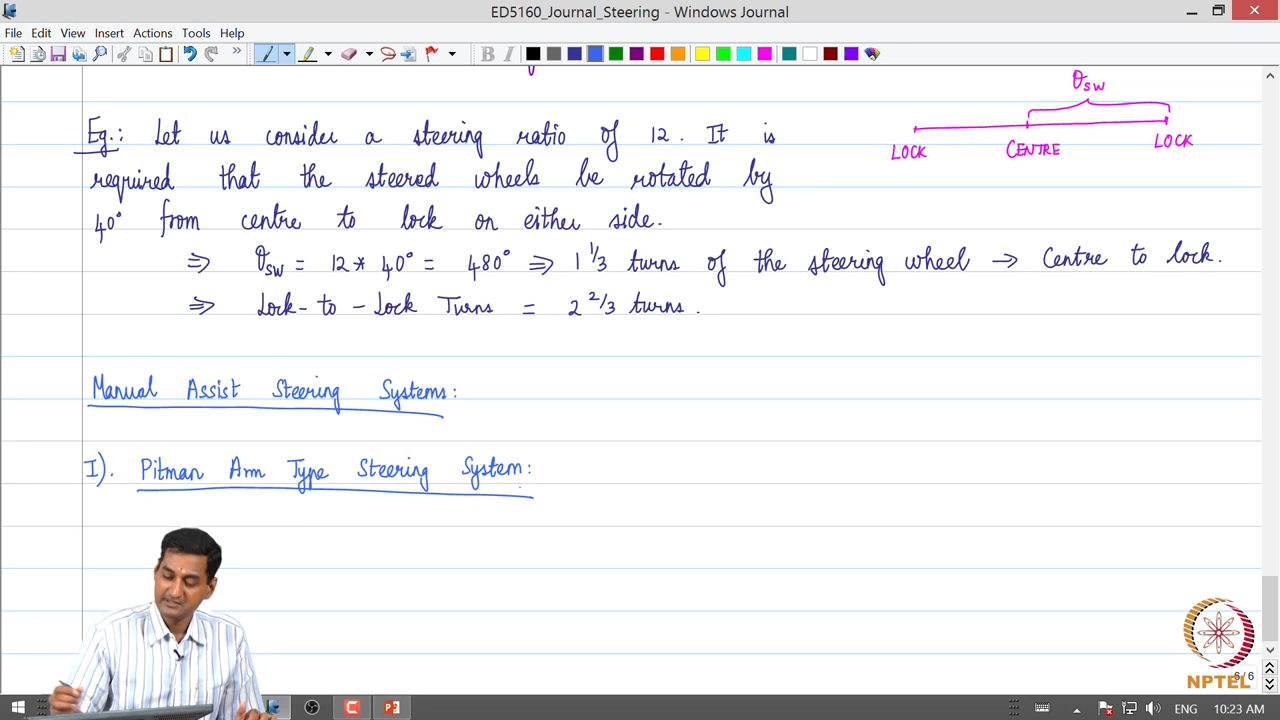 ED5160_Journal_Steering - Windows Journal
File Edit View Insert Actions Tools Help
B I
θsw
LOCK CENTRE LOCK
Eg.: Let us consider a steering ratio of 12. It is
required that the steered wheels be rotated by
40° from centre to lock on either side.
⇒ θsw = 12 * 40° = 480° ⇒ 1 1/3 turns of the steering wheel → Centre to lock.
⇒ Lock-to-Lock Turns = 2 2/3 turns.
Manual Assist Steering Systems:
I). Pitman Arm Type Steering System:
NPTEL
ENG 10:23 AM